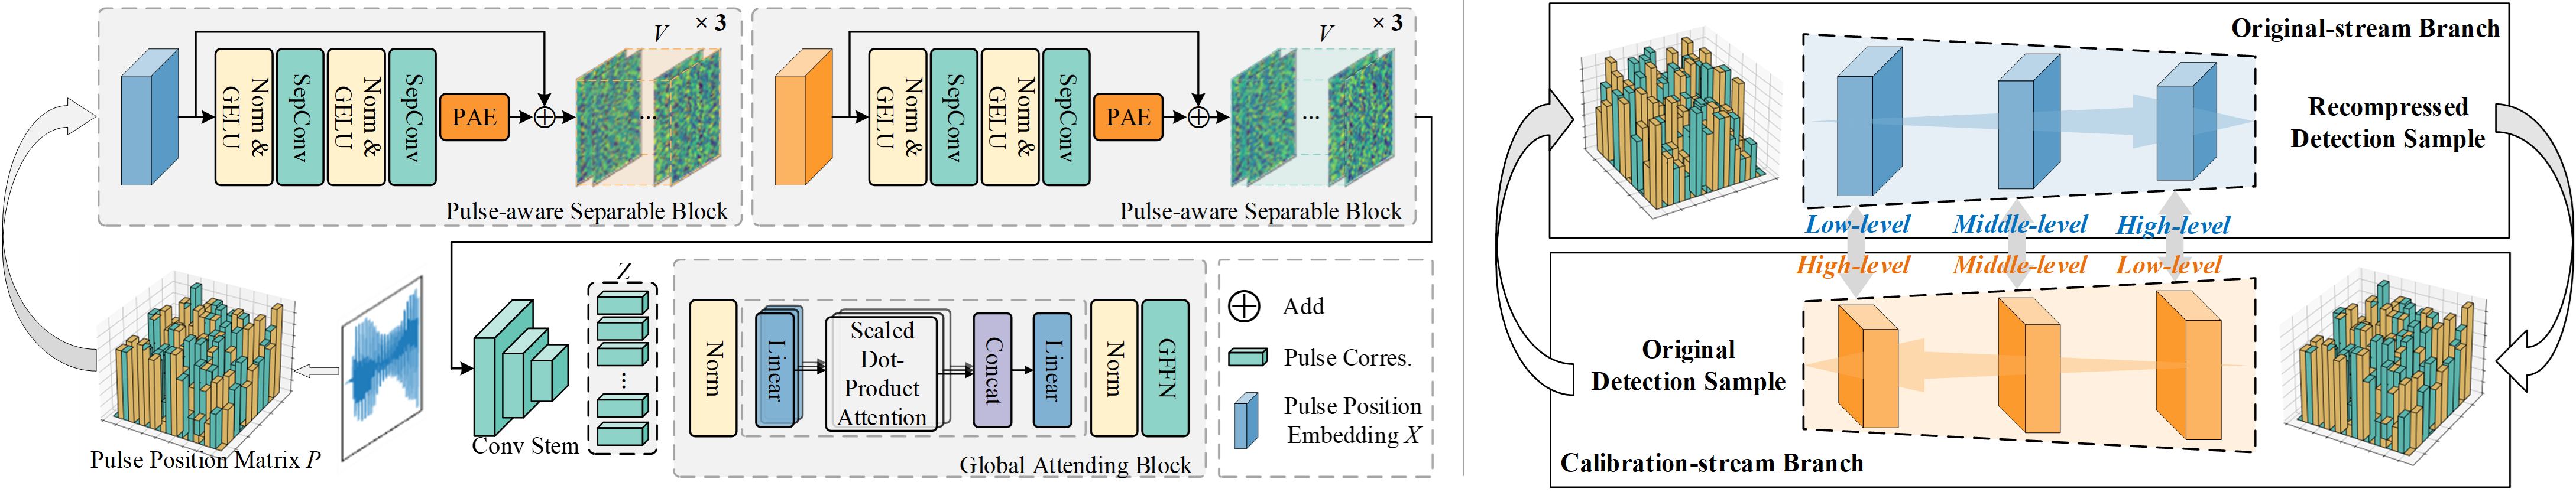 V
× 3
Norm &
GELU
SepConv
Norm &
GELU
SepConv
PAE
...
Pulse-aware Separable Block
V
× 3
Norm &
GELU
SepConv
Norm &
GELU
SepConv
PAE
...
Pulse-aware Separable Block
Pulse Position Matrix P
Conv Stem
Z
...
Norm
Linear
Scaled
Dot-
Product
Attention
Concat
Linear
Norm
GFFN
Global Attending Block
Add
Pulse Corres.
Pulse Position
Embedding X
Original-stream Branch
Recompressed
Detection Sample
Low-level
Middle-level
High-level
High-level
Middle-level
Low-level
Original
Detection Sample
Calibration-stream Branch